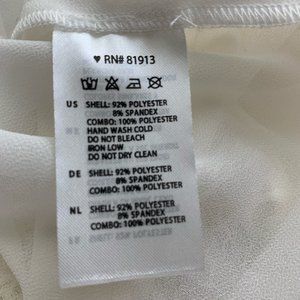 ♥ RN# 81913
US SHELL: 92% POLYESTER
8% SPANDEX
COMBO: 100% POLYESTER
HAND WASH COLD
DO NOT BLEACH
IRON LOW
DO NOT DRY CLEAN
DE SHELL: 92% POLYESTER
8% SPANDEX
COMBO: 100% POLYESTER
NL SHELL: 92% POLYESTER
8% SPANDEX
COMBO: 100% POLYESTER